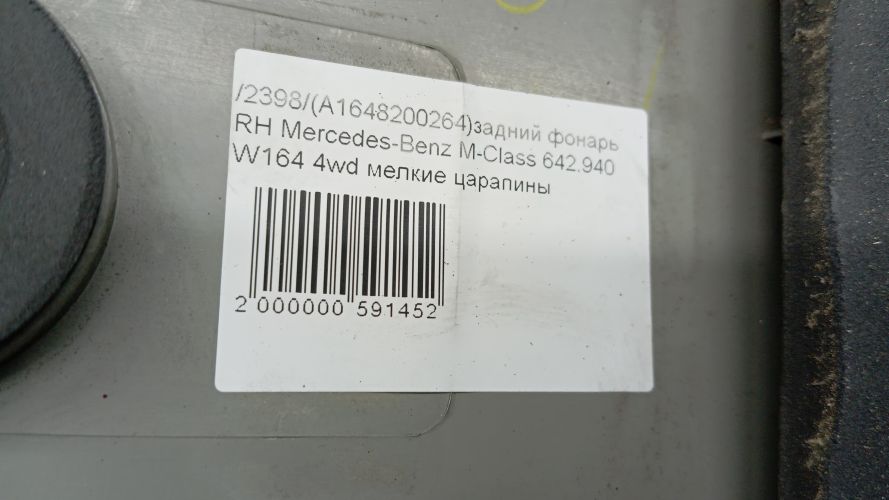 /2398/(A1648200264)задний фонарь
RH Mercedes-Benz M-Class 642.940
W164 4wd мелкие царапины
2 000000 591452